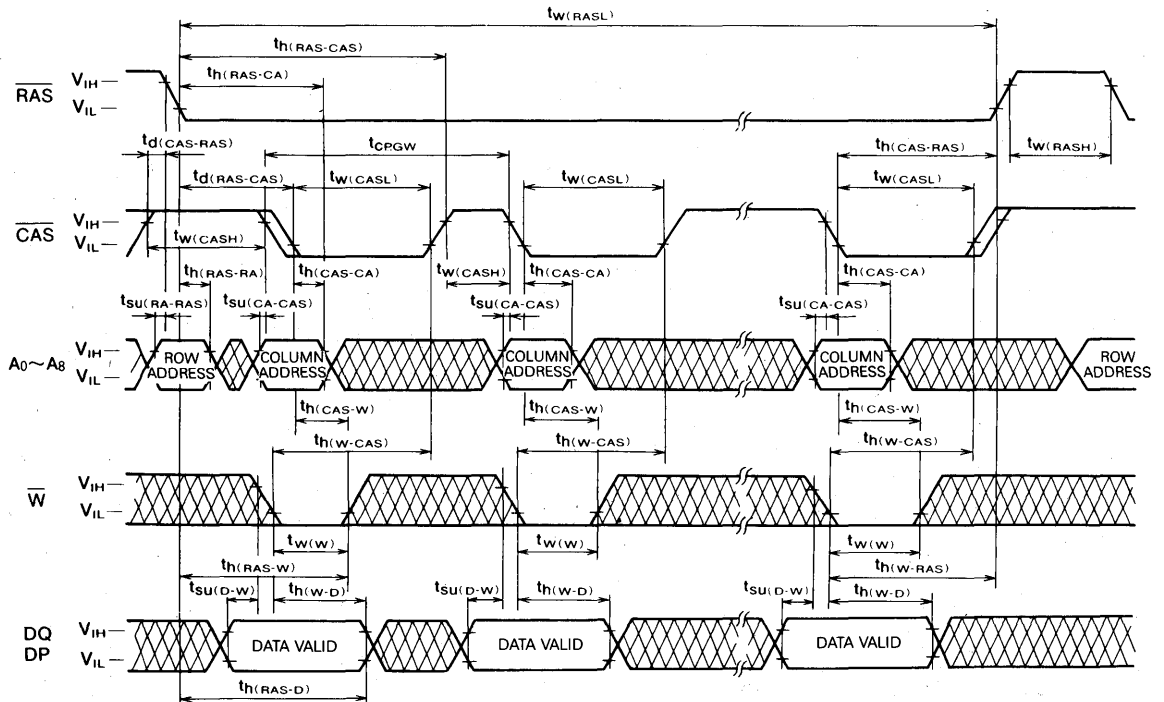 tW(RASL)
th(RAS-CAS)
th(RAS-CA)
RAS
VIH
VIL
td(CAS-RAS)
tCPGW
th(CAS-RAS)
tW(RASH)
td(RAS-CAS)
tW(CASL)
tW(CASL)
tW(CASL)
CAS
VIH
VIL
tW(CASH)
th(RAS-RA)
th(CAS-CA)
tW(CASH)
th(CAS-CA)
th(CAS-CA)
tsu(RA-RAS)
tsu(CA-CAS)
tsu(CA-CAS)
tsu(CA-CAS)
A0~A8
VIH
VIL
ROW
ADDRESS
COLUMN
ADDRESS
COLUMN
ADDRESS
COLUMN
ADDRESS
ROW
ADDRESS
th(CAS-W)
th(CAS-W)
th(CAS-W)
th(W-CAS)
th(W-CAS)
th(W-CAS)
W
VIH
VIL
tW(W)
tW(W)
tW(W)
th(RAS-W)
th(W-RAS)
tsu(D-W)
th(W-D)
tsu(D-W)
th(W-D)
tsu(D-W)
th(W-D)
DQ
DP
VIH
VIL
DATA VALID
DATA VALID
DATA VALID
th(RAS-D)